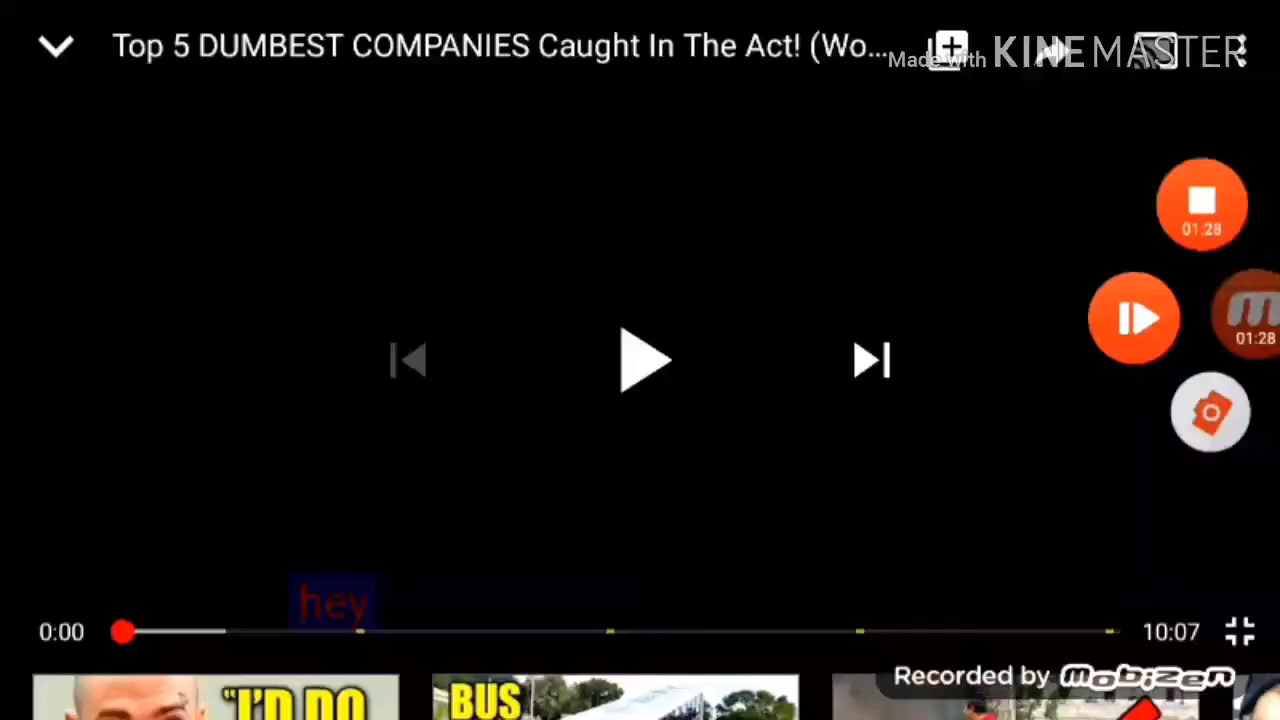 Top 5 DUMBEST COMPANIES Caught In The Act! (Wo...
Made with KINEMASTER
01:28
01:28
hey
0:00
10:07
Recorded by mobizen
"I'D DO
BUS